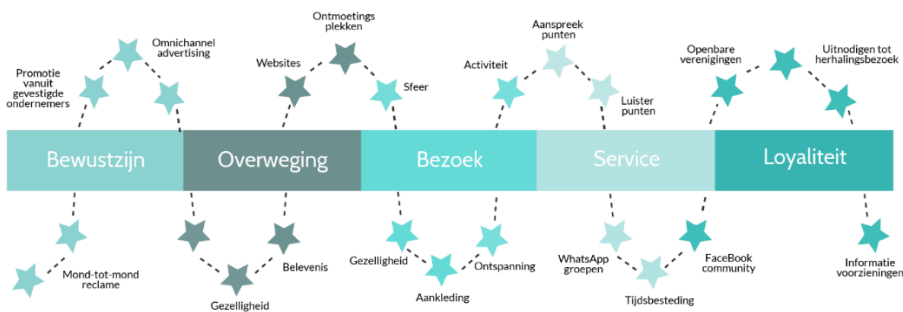 Ontmoetings
plekken
Omnichannel
advertising
Websites
Aanspreek
punten
Activiteit
Openbare
verenigingen
Uitnodigen tot
herhalingsbezoek
Promotie
vanuit
gevestigde
ondernemers
Sfeer
Luister
punten
Bewustzijn
Overweging
Bezoek
Service
Loyaliteit
Mond-tot-mond
reclame
Gezelligheid
Belevenis
Gezelligheid
Aankleding
Ontspanning
WhatsApp
groepen
Tijdsbesteding
FaceBook
community
Informatie
voorzieningen